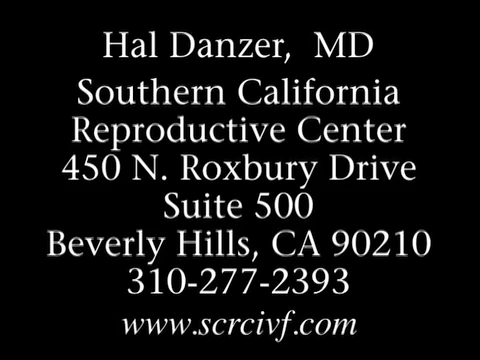 Hal Danzer, MD
Southern California
Reproductive Center
450 N. Roxbury Drive
Suite 500
Beverly Hills, CA 90210
310-277-2393
www.scrcivf.com